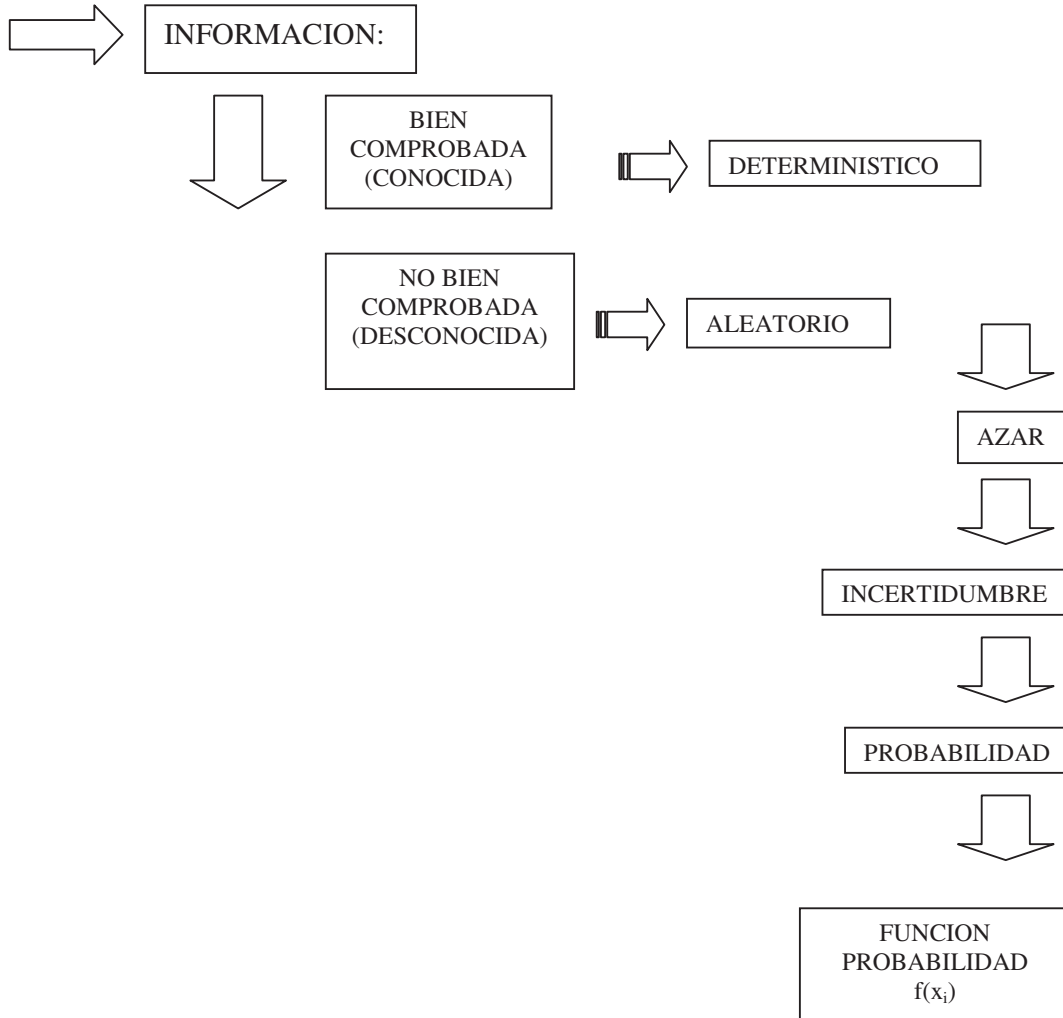 INFORMACION:
BIEN
COMPROBADA
(CONOCIDA)
DETERMINISTICO
NO BIEN
COMPROBADA
(DESCONOCIDA)
ALEATORIO
AZAR
INCERTIDUMBRE
PROBABILIDAD
FUNCION
PROBABILIDAD
f(xᵢ)